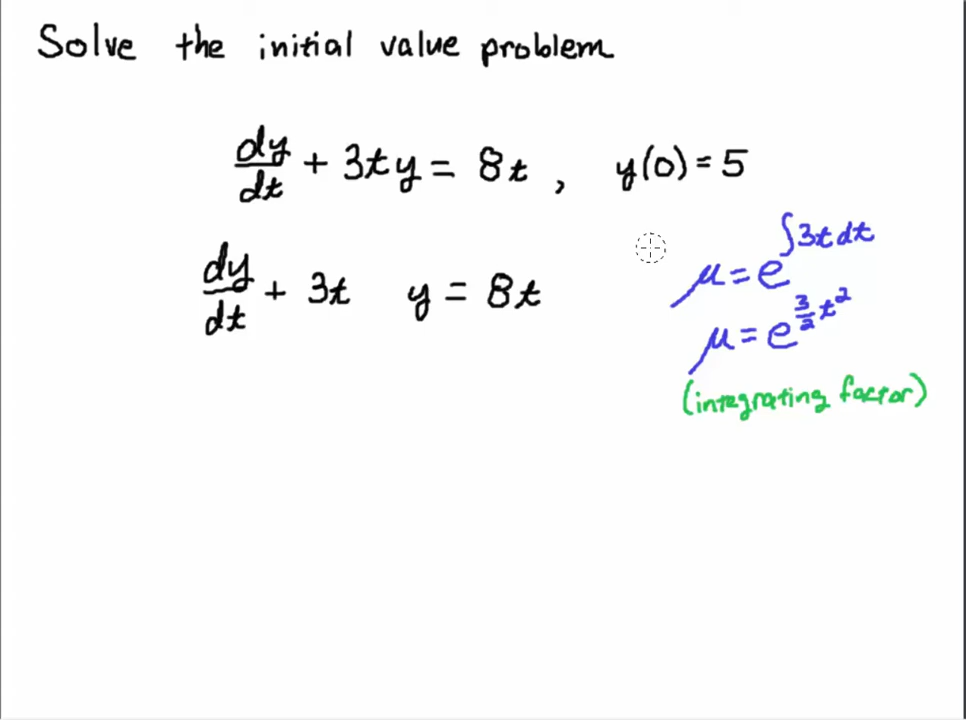 Solve the initial value problem
dy/dt + 3ty = 8t , y(0) = 5
dy/dt + 3t y = 8t
μ = e^∫3t dt
μ = e^(3/2 t²)
(integrating factor)